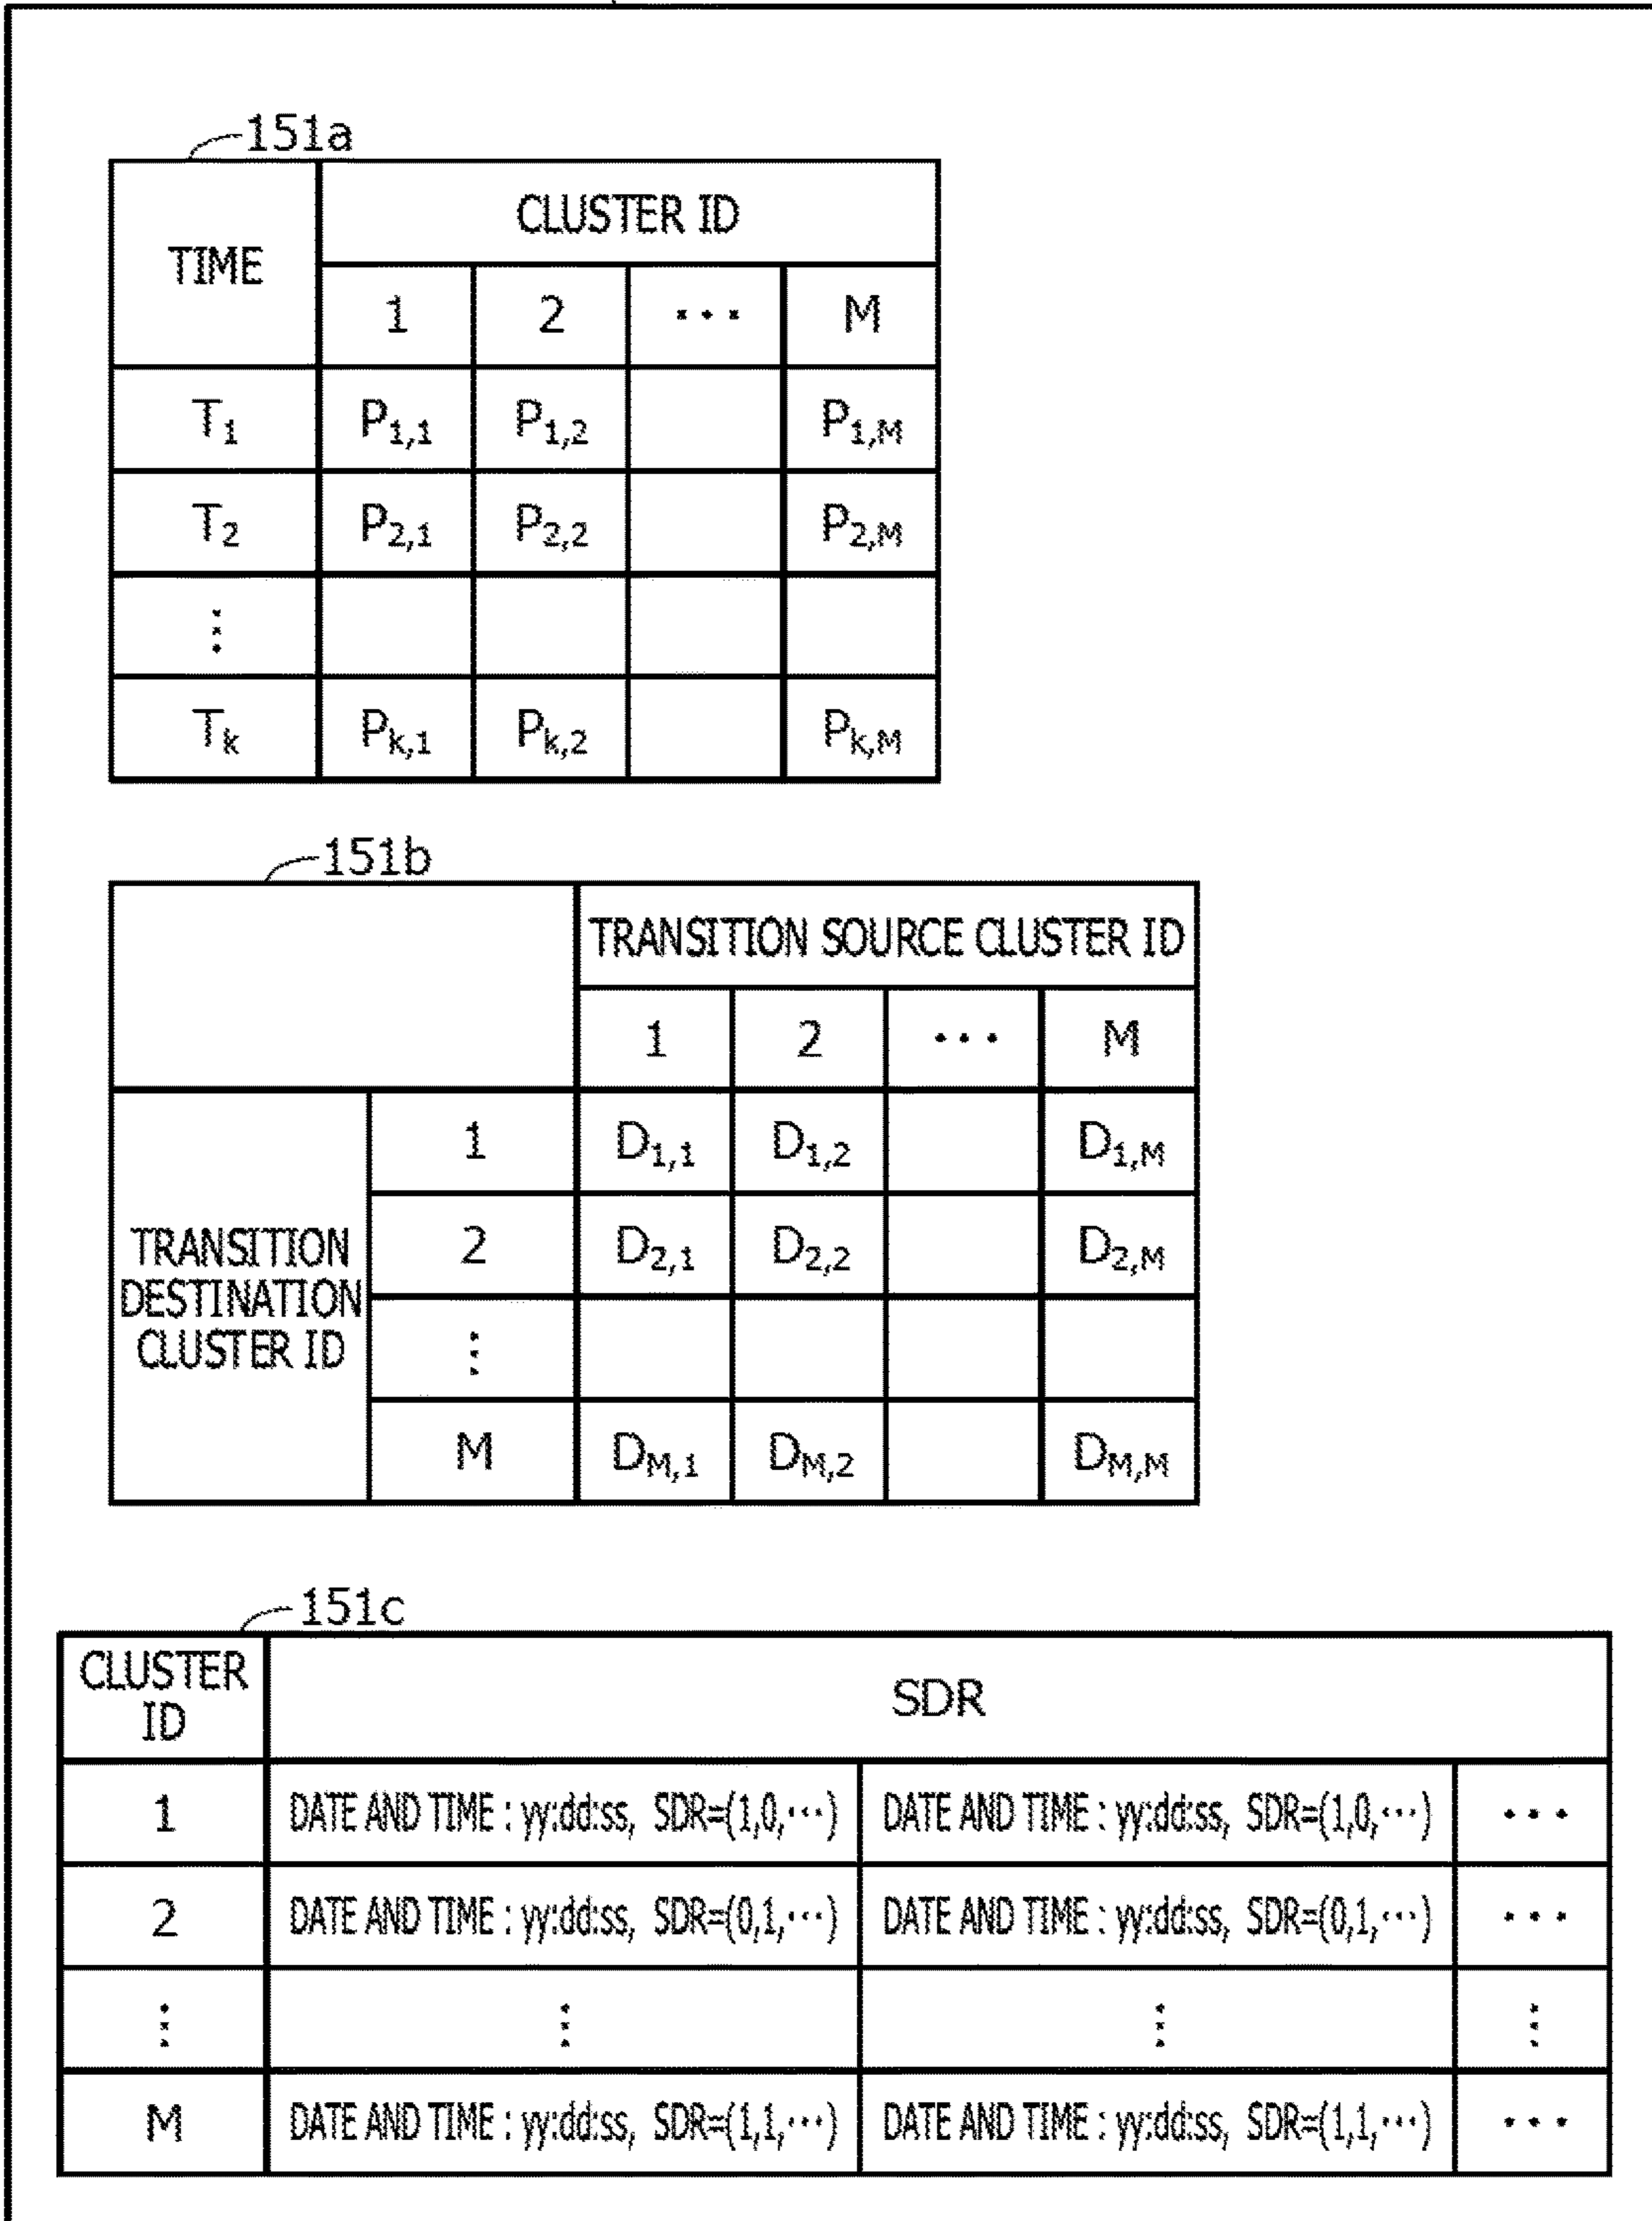 151a
TIME CLUSTER ID
1 2 ··· M
T1 P1,1 P1,2 P1,M
T2 P2,1 P2,2 P2,M
⋮
Tk Pk,1 Pk,2 Pk,M
151b
TRANSITION SOURCE CLUSTER ID
1 2 ··· M
TRANSITION DESTINATION CLUSTER ID
1 D1,1 D1,2 D1,M
2 D2,1 D2,2 D2,M
⋮
M DM,1 DM,2 DM,M
151c
CLUSTER ID SDR
1 DATE AND TIME : yy:dd:ss, SDR=(1,0,···) DATE AND TIME : yy:dd:ss, SDR=(1,0,···) ···
2 DATE AND TIME : yy:dd:ss, SDR=(0,1,···) DATE AND TIME : yy:dd:ss, SDR=(0,1,···) ···
⋮ ⋮ ⋮ ⋮
M DATE AND TIME : yy:dd:ss, SDR=(1,1,···) DATE AND TIME : yy:dd:ss, SDR=(1,1,···) ···